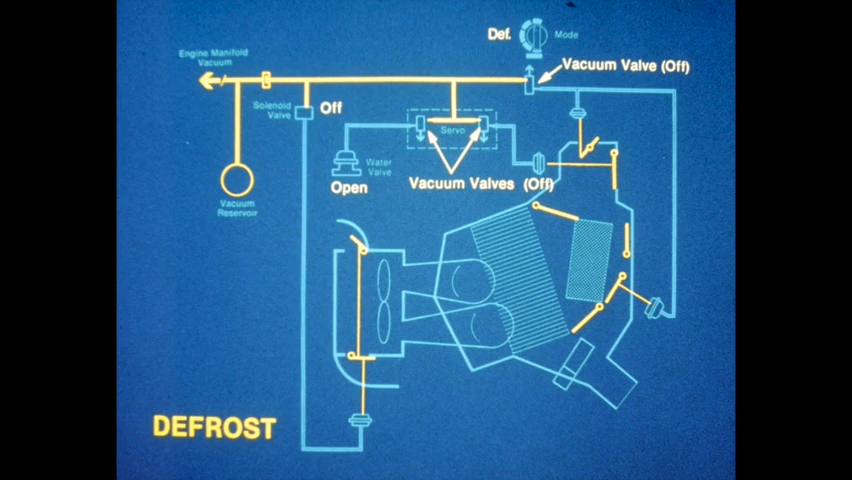 Def.
Mode
Engine Manifold
Vacuum
Vacuum Valve (Off)
Solenoid
Valve
Off
Servo
Water
Valve
Open
Vacuum Valves (Off)
Vacuum
Reservoir
DEFROST